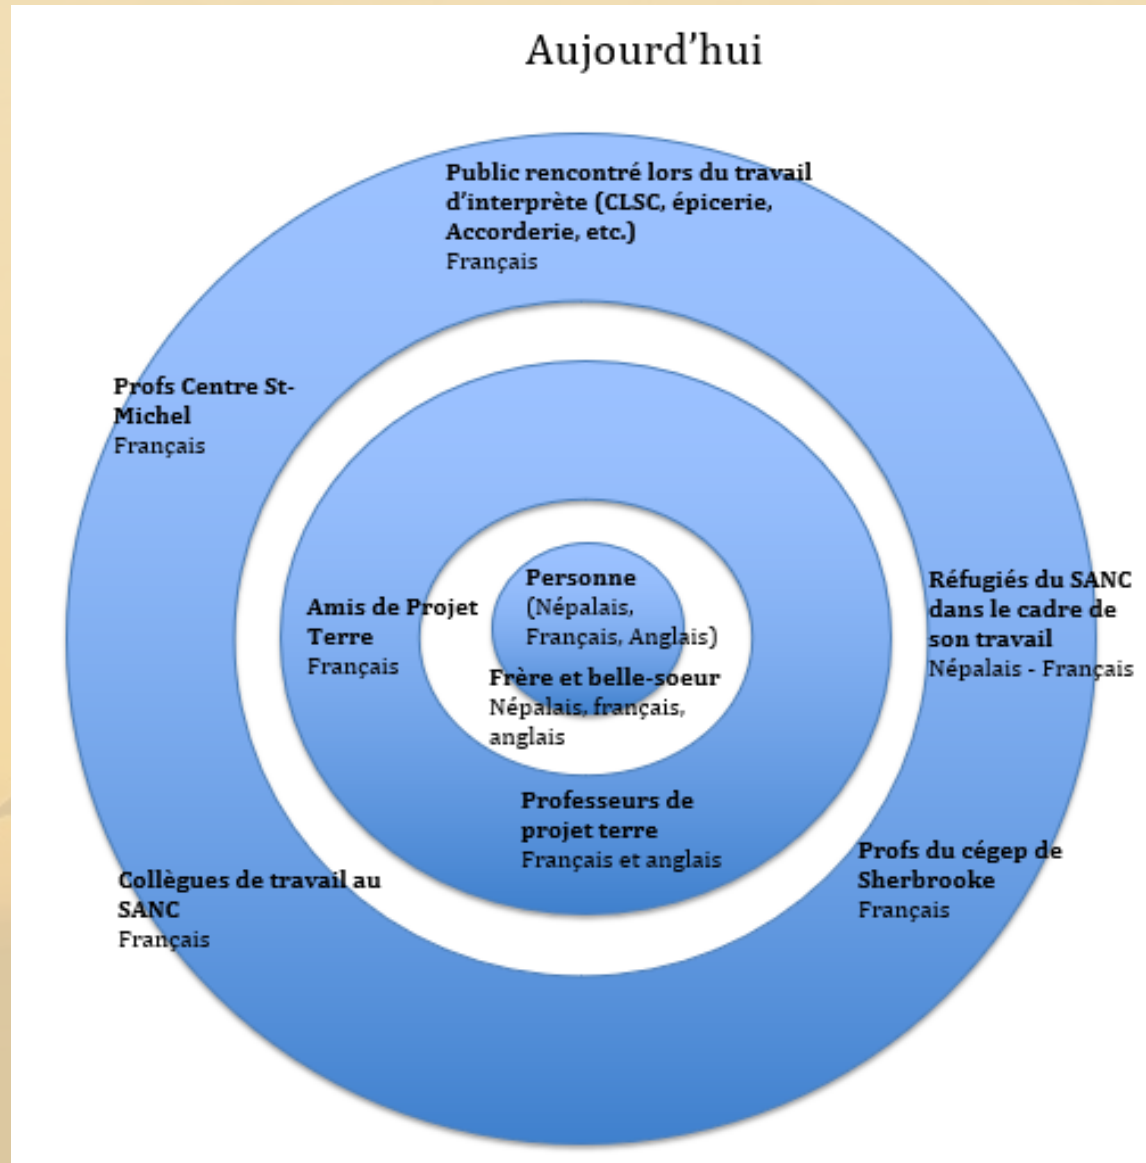 Aujourd’hui
Public rencontré lors du travail
d’interprète (CLSC, épicerie,
Accorderie, etc.)
Français
Profs Centre St-
Michel
Français
Personne
(Népalais,
Français, Anglais)
Frère et belle-soeur
Népalais, français,
anglais
Amis de Projet
Terre
Français
Réfugiés du SANC
dans le cadre de
son travail
Népalais - Français
Professeurs de
projet terre
Français et anglais
Profs du cégep de
Sherbrooke
Français
Collègues de travail au
SANC
Français